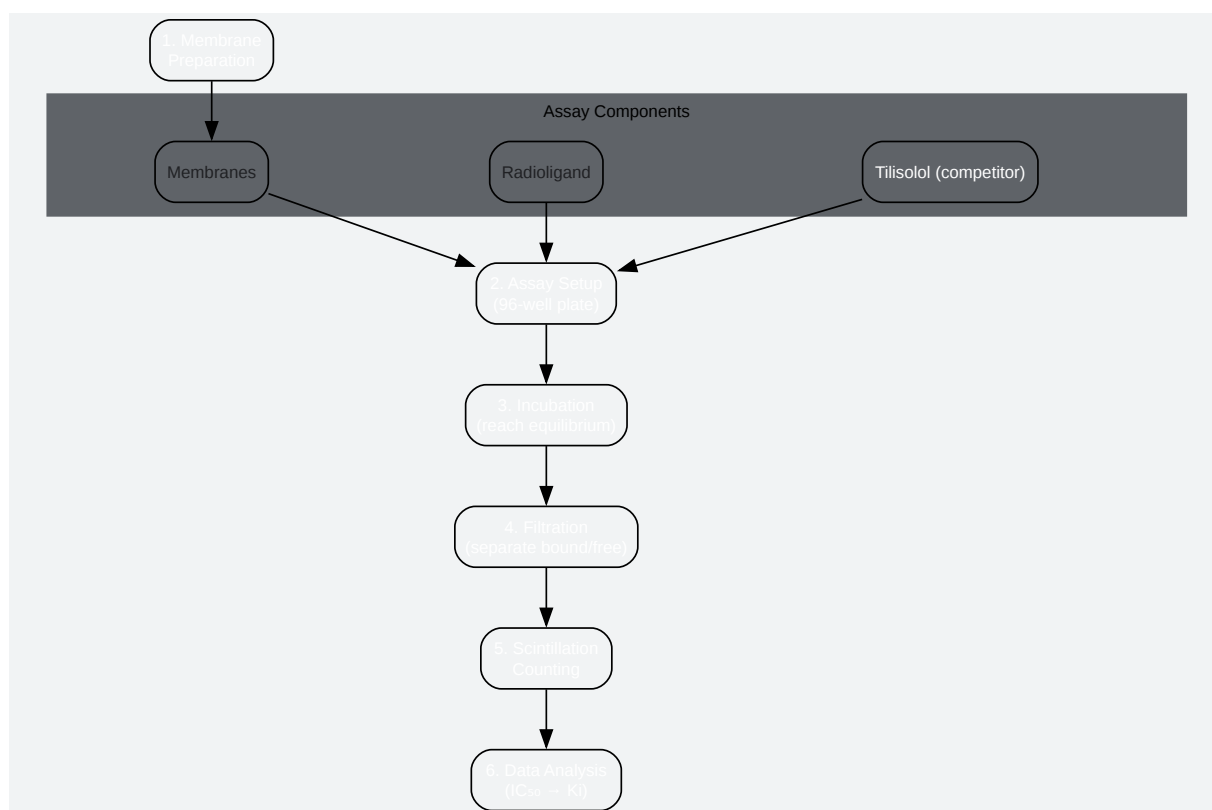 1. Membrane
Preparation
Assay Components
Membranes
Radioligand
Tilisolol (competitor)
2. Assay Setup
(96-well plate)
3. Incubation
(reach equilibrium)
4. Filtration
(separate bound/free)
5. Scintillation
Counting
6. Data Analysis
(IC₅₀ → Ki)